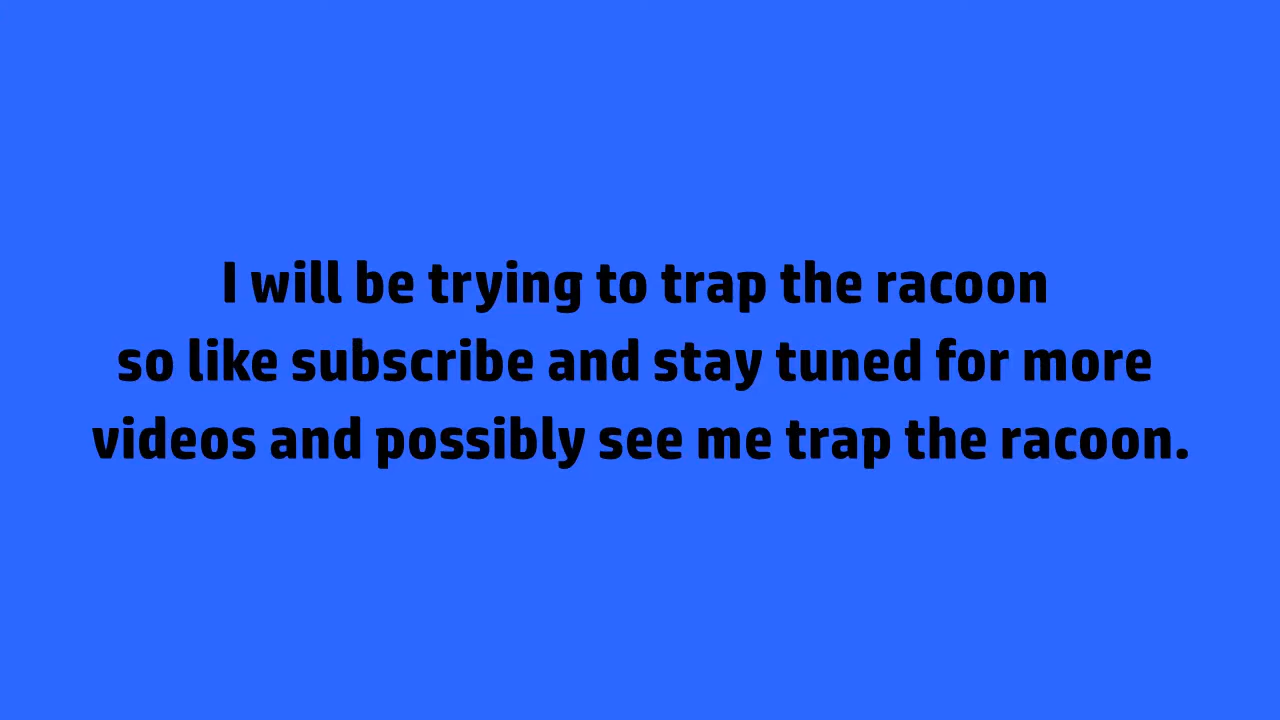 I will be trying to trap the racoon
so like subscribe and stay tuned for more
videos and possibly see me trap the racoon.